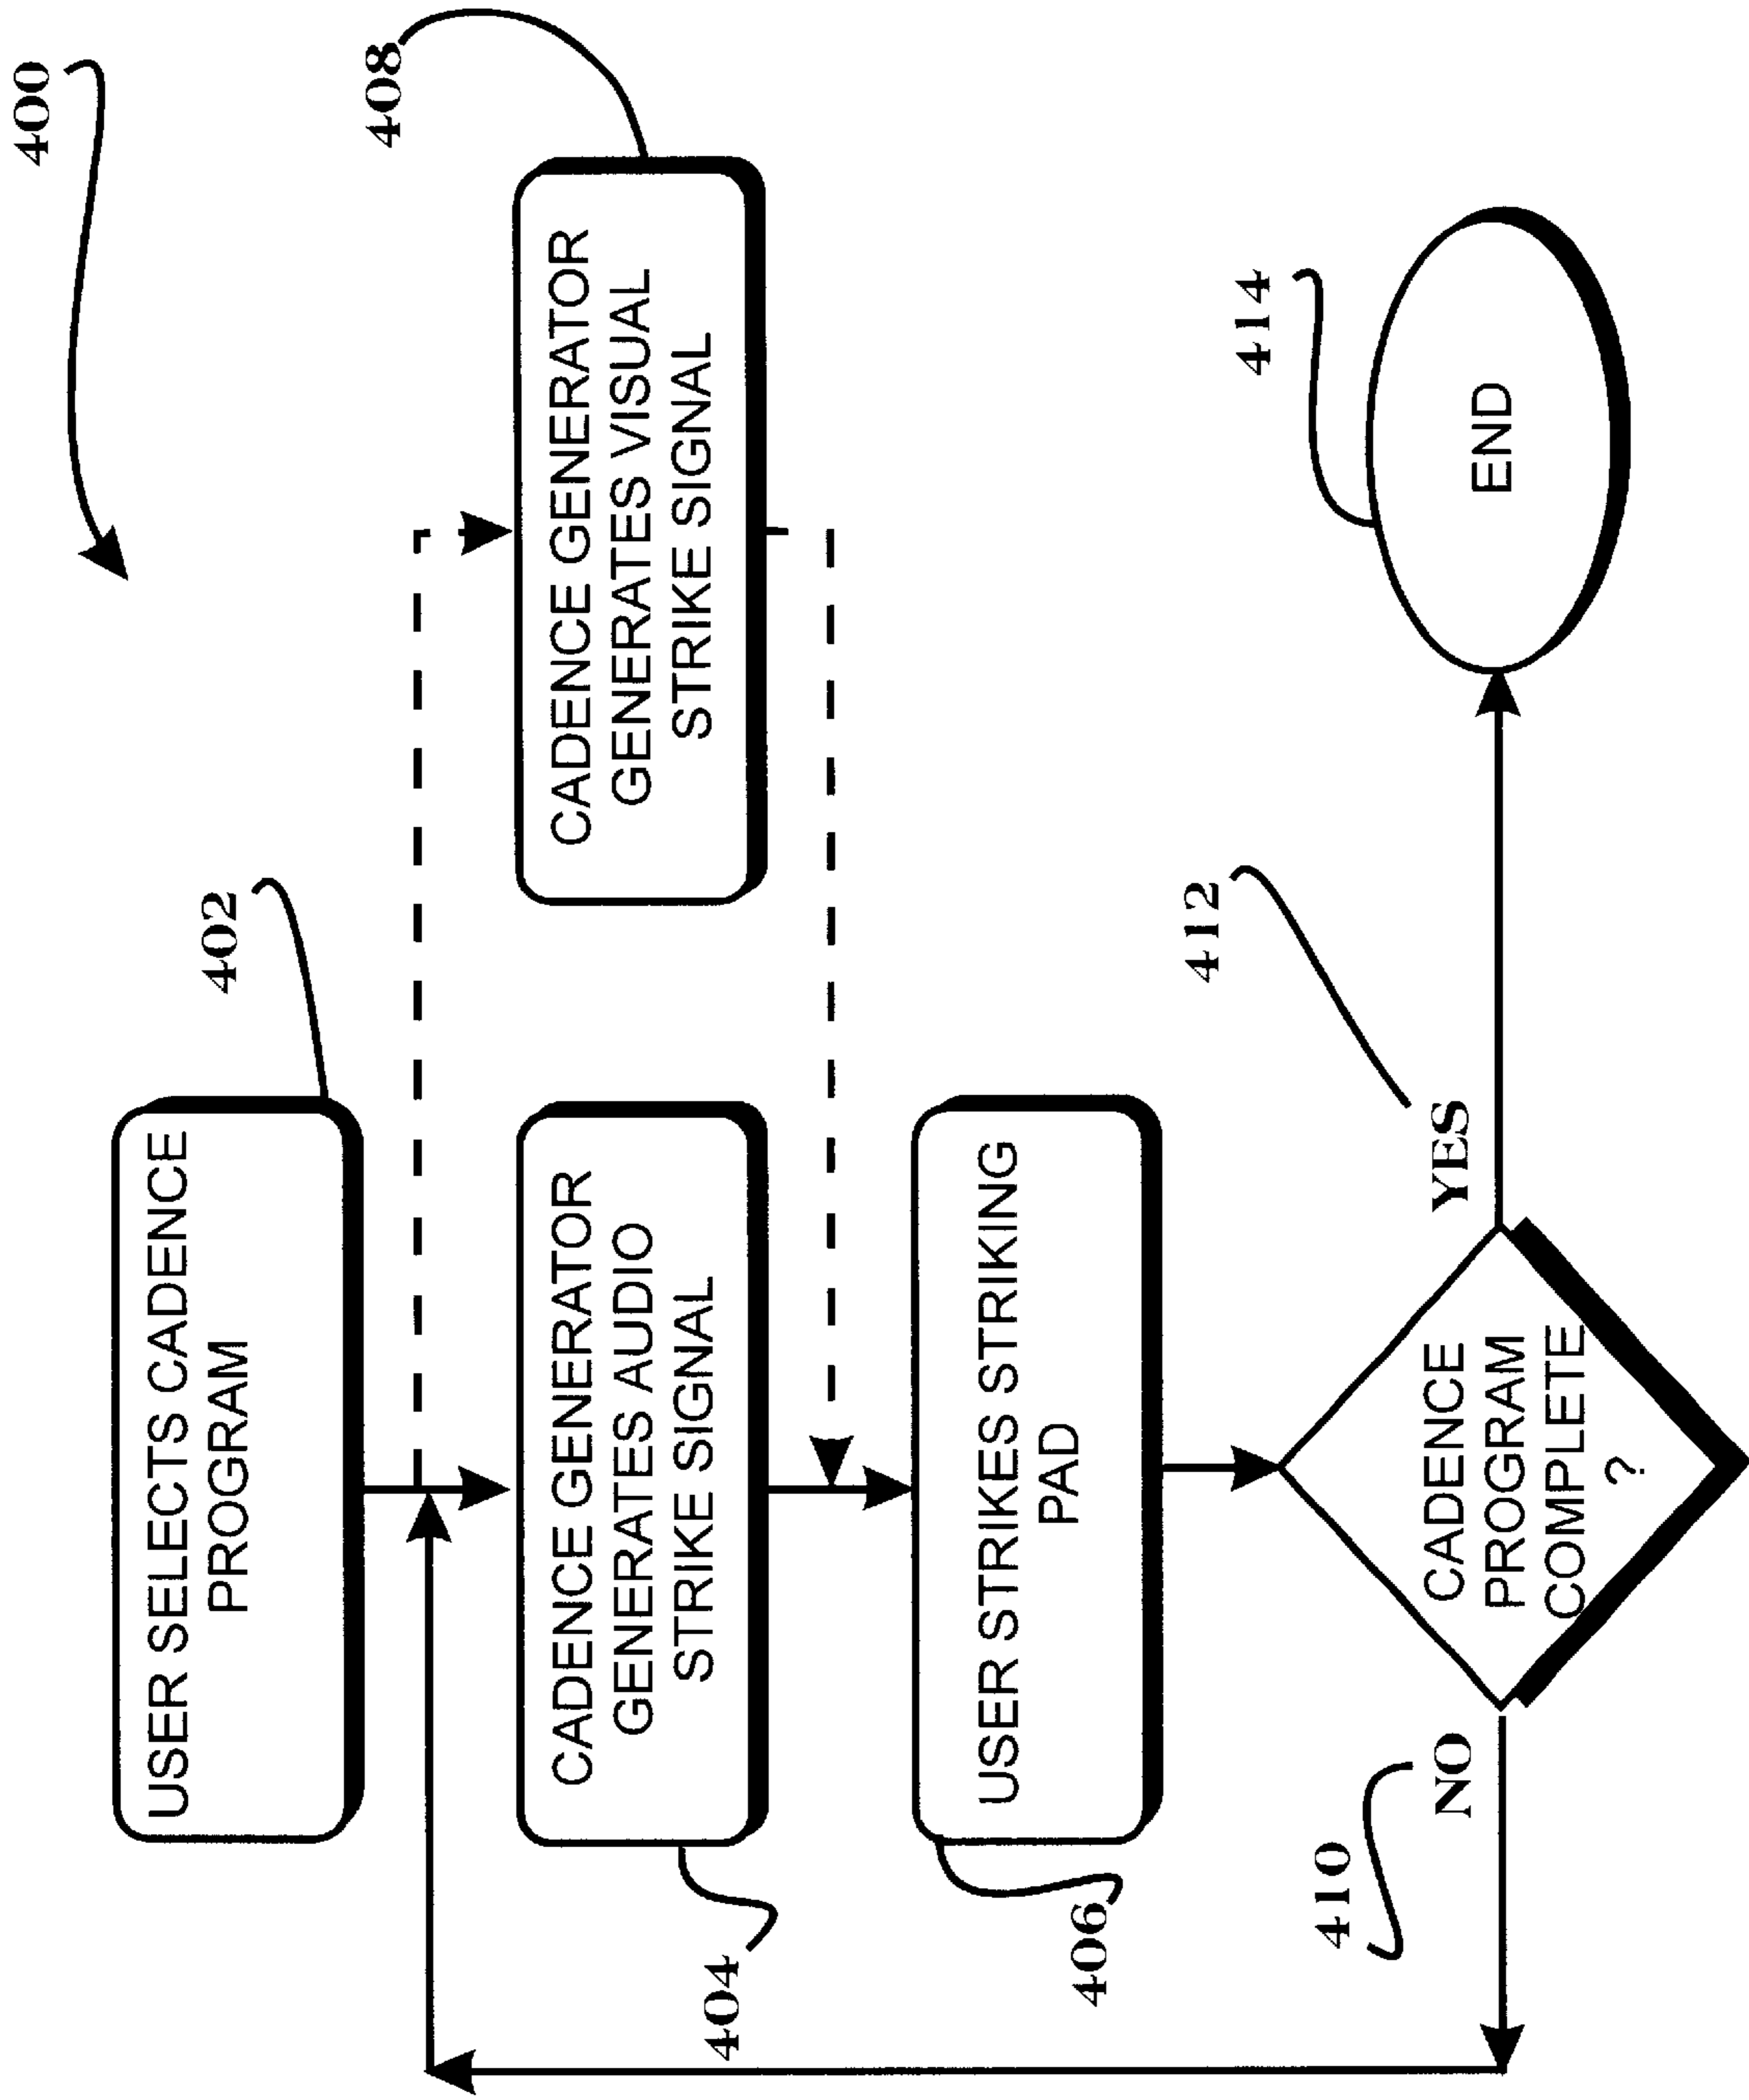 400
USER SELECTS CADENCE
PROGRAM
402
CADENCE GENERATOR
GENERATES AUDIO
STRIKE SIGNAL
404
CADENCE GENERATOR
GENERATES VISUAL
STRIKE SIGNAL
408
USER STRIKES STRIKING
PAD
406
CADENCE
PROGRAM
COMPLETE
?
410
NO
YES
412
END
414